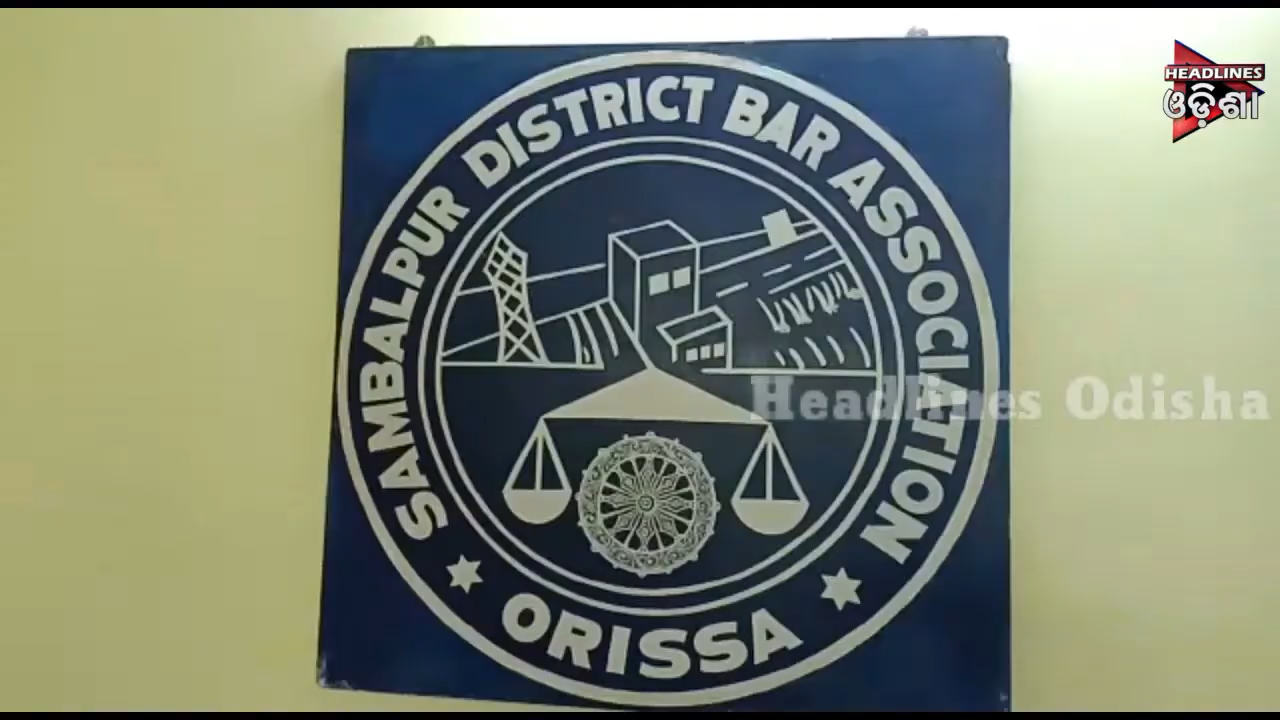 HEADLINES
ଓଡ଼ିଶା
SAMBALPUR DISTRICT BAR ASSOCIATION
Headlines Odisha
ORISSA